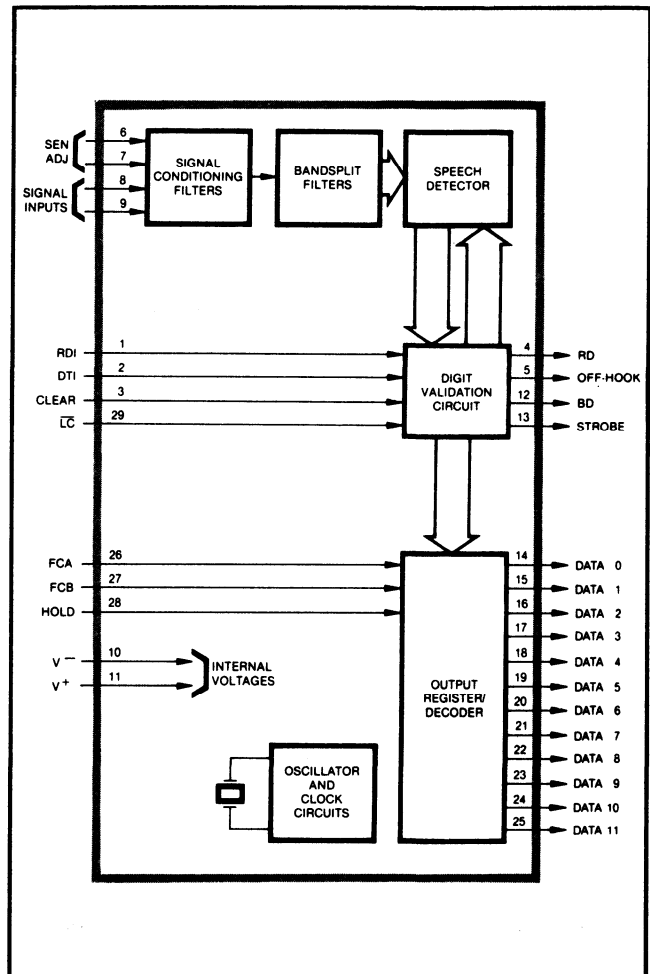 SEN
ADJ
6
7
SIGNAL
INPUTS
8
9
SIGNAL
CONDITIONING
FILTERS
BANDSPLIT
FILTERS
SPEECH
DETECTOR
RDI 1
DTI 2
CLEAR 3
L̅C̅ 29
DIGIT
VALIDATION
CIRCUIT
4 RD
5 OFF-HOOK
12 BD
13 STROBE
FCA 26
FCB 27
HOLD 28
V− 10
V+ 11
INTERNAL
VOLTAGES
OSCILLATOR
AND
CLOCK
CIRCUITS
OUTPUT
REGISTER/
DECODER
14 DATA 0
15 DATA 1
16 DATA 2
17 DATA 3
18 DATA 4
19 DATA 5
20 DATA 6
21 DATA 7
22 DATA 8
23 DATA 9
24 DATA 10
25 DATA 11